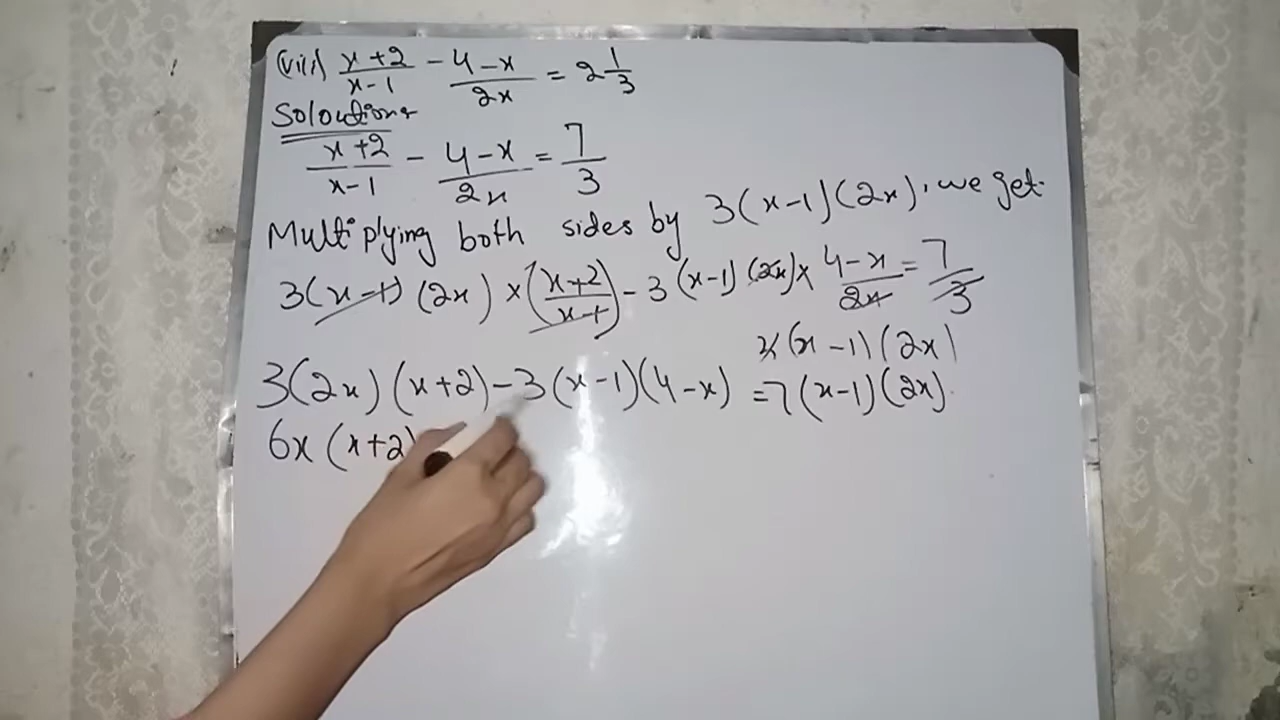 (viii) x+2/x-1 - 4-x/2x = 2 1/3
Soloution:
x+2/x-1 - 4-x/2x = 7/3
Multiplying both sides by 3(x-1)(2x), we get.
3(x-1)(2x) × (x+2/x-1) - 3(x-1)(2x) × 4-x/2x = 7/3
3(x-1)(2x)
3(2x)(x+2) - 3(x-1)(4-x) = 7(x-1)(2x).
6x(x+2)